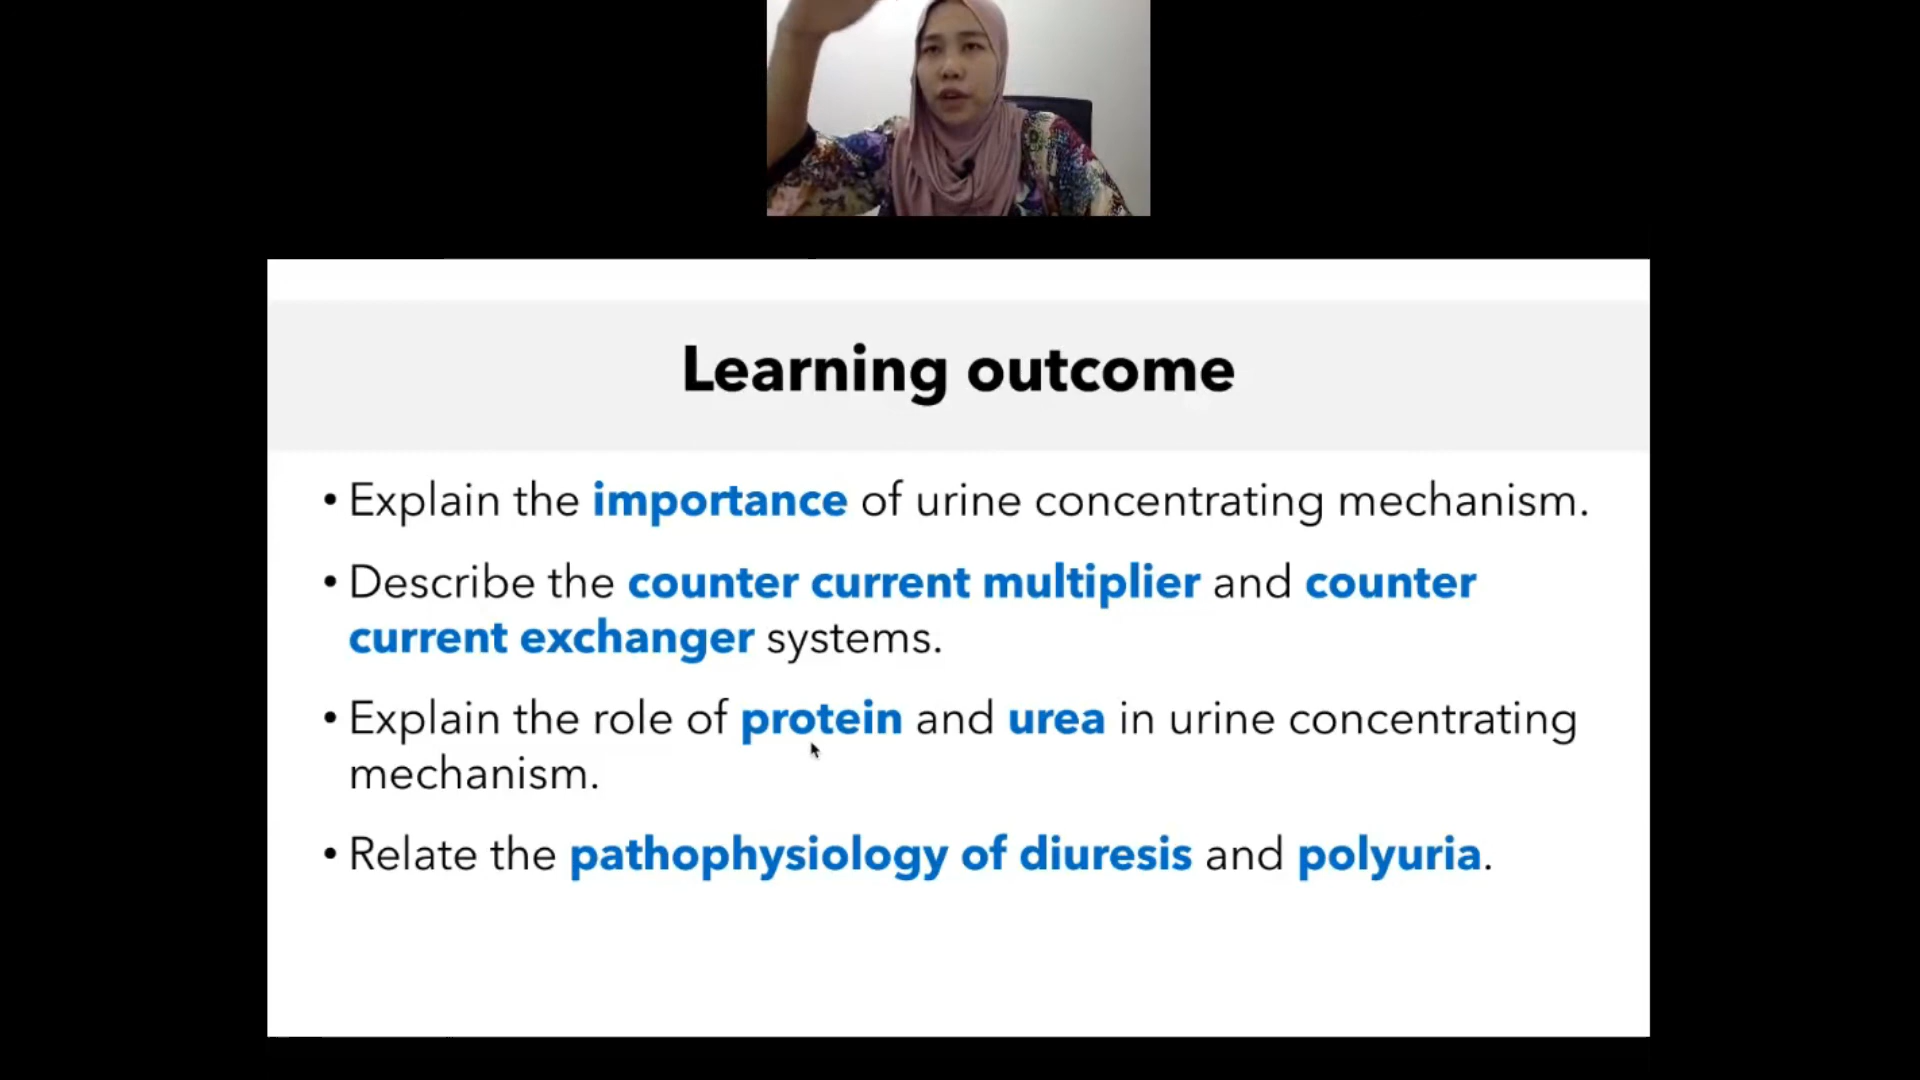 Learning outcome
• Explain the importance of urine concentrating mechanism.
• Describe the counter current multiplier and counter
current exchanger systems.
• Explain the role of protein and urea in urine concentrating
mechanism.
• Relate the pathophysiology of diuresis and polyuria.